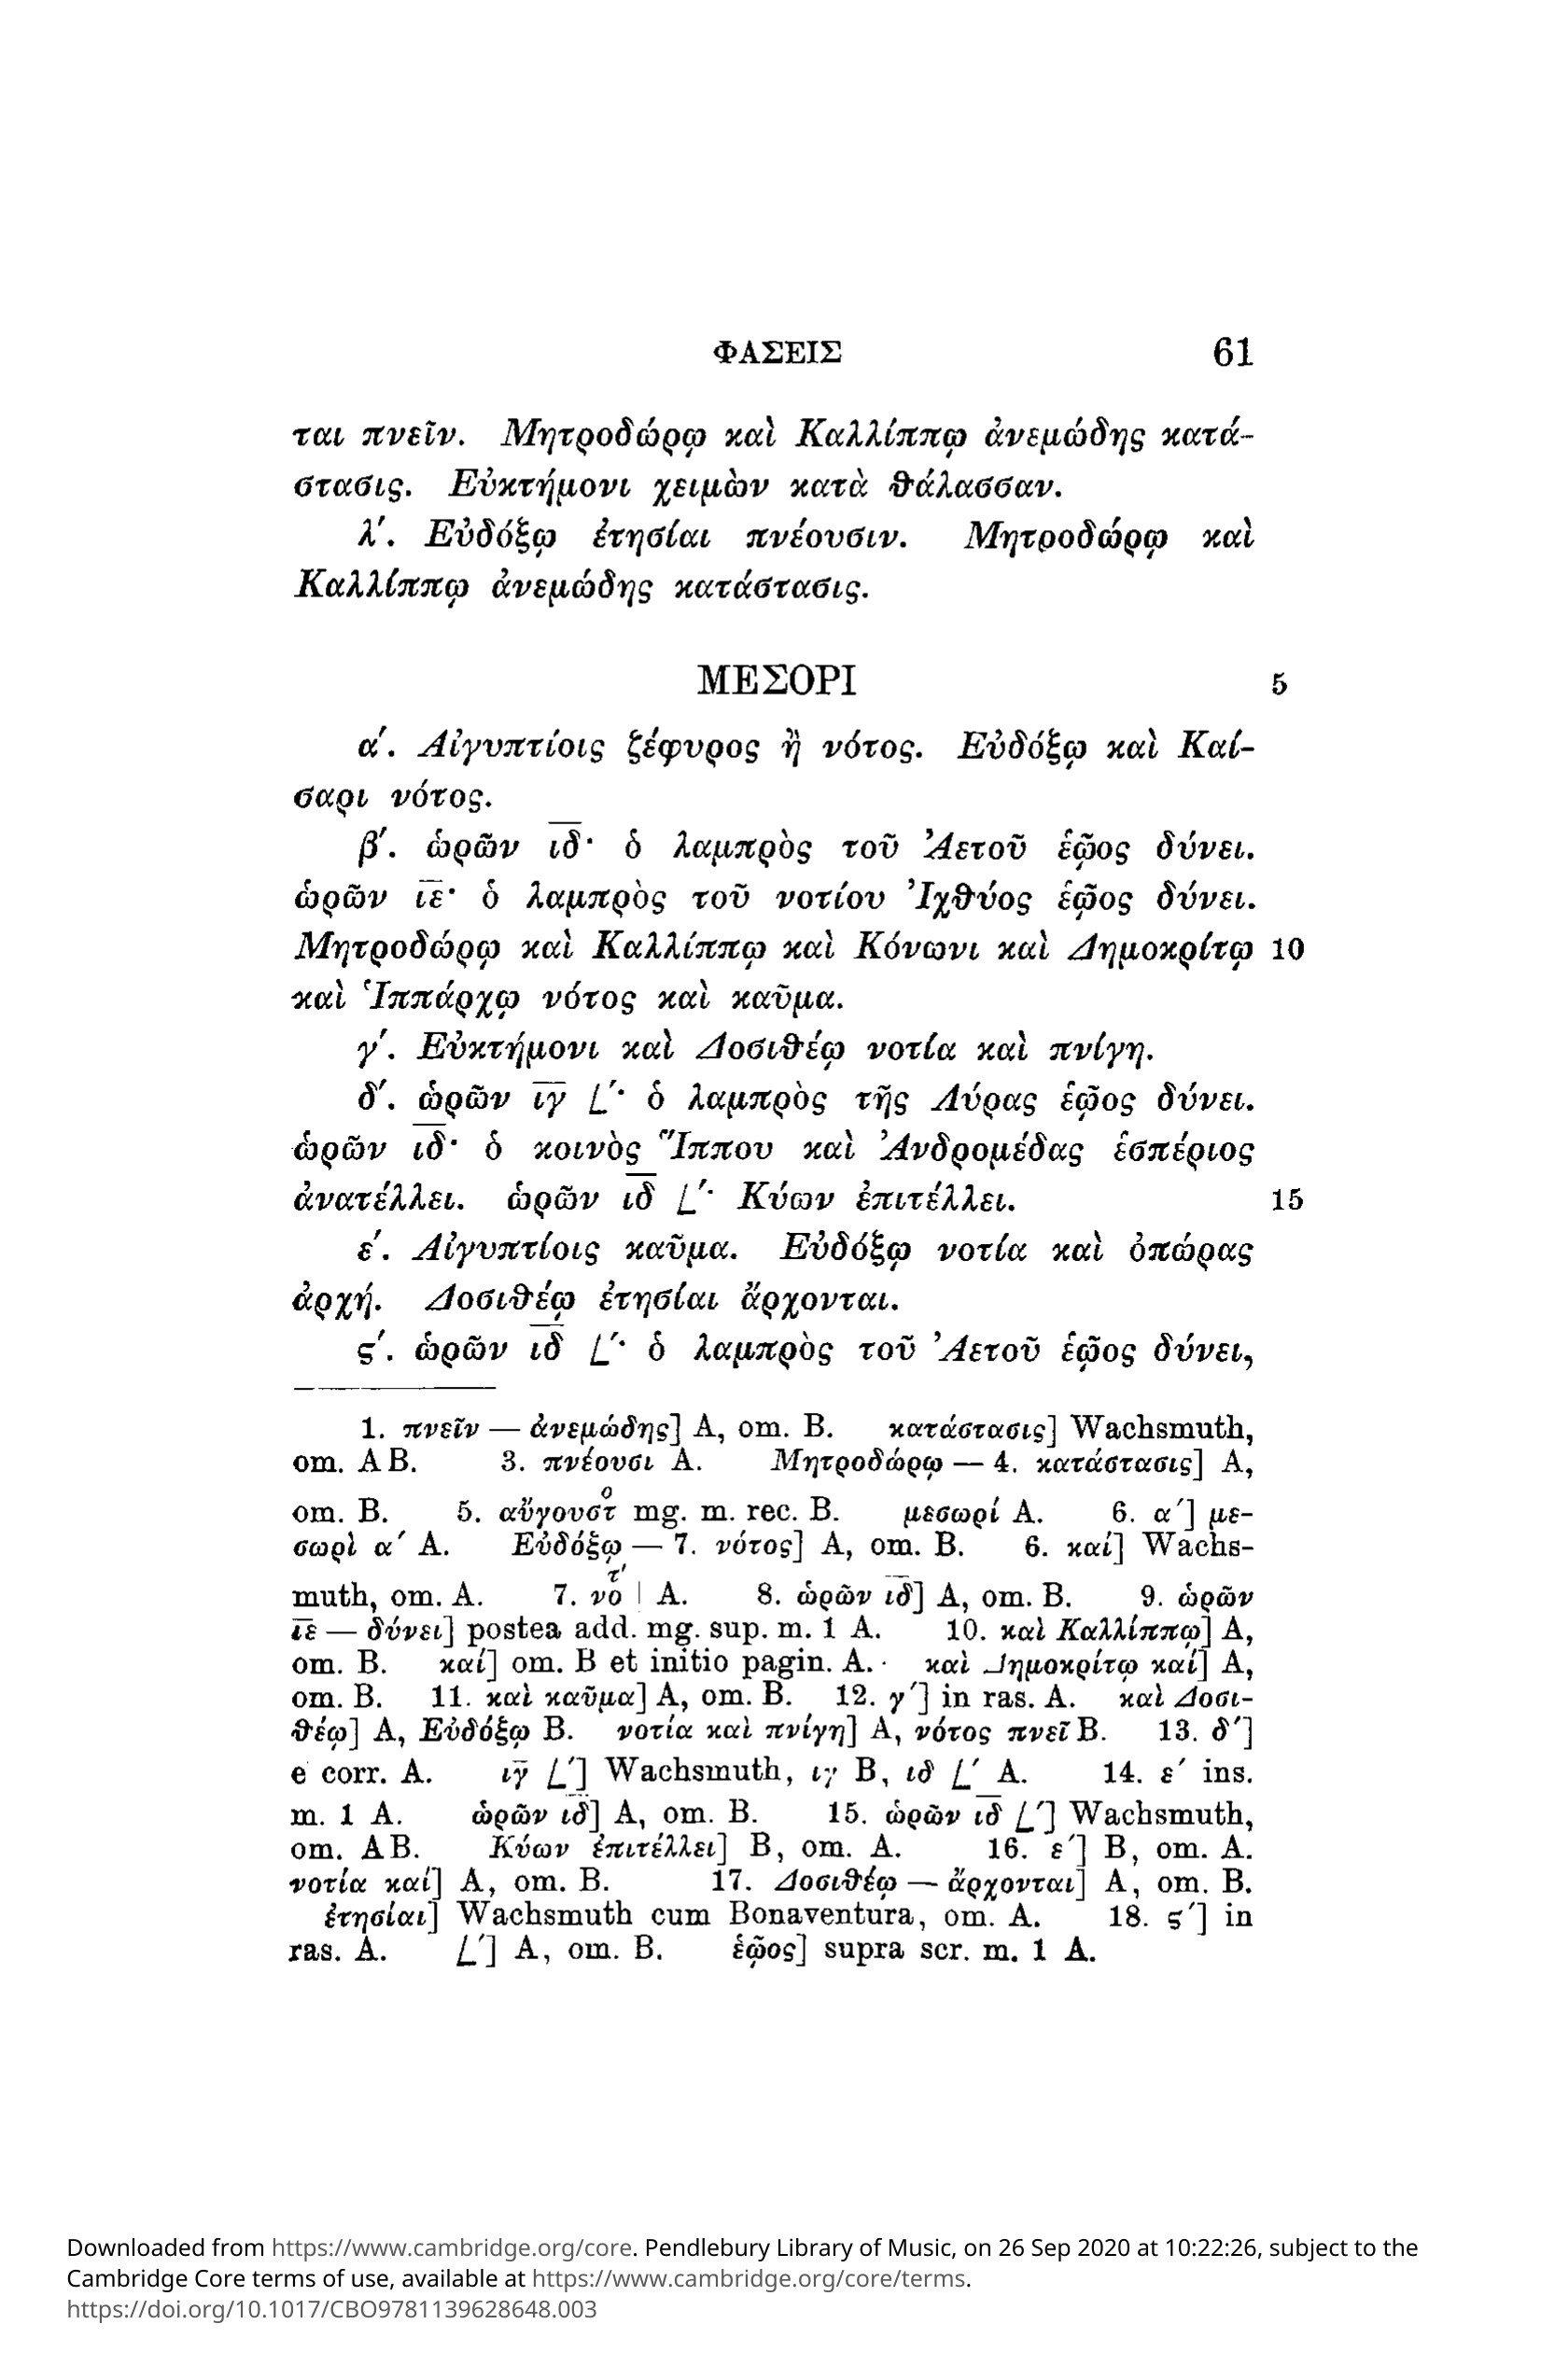 ΦΑΣΕΙΣ 61
ται πνεῖν. Μητροδώρῳ καὶ Καλλίππῳ ἀνεμώδης κατά-
στασις. Εὐκτήμονι χειμὼν κατὰ θάλασσαν.
λ′. Εὐδόξῳ ἐτησίαι πνέουσιν. Μητροδώρῳ καὶ
Καλλίππῳ ἀνεμώδης κατάστασις.
ΜΕΣΟΡΙ 5
α′. Αἰγυπτίοις ζέφυρος ἢ νότος. Εὐδόξῳ καὶ Καί-
σαρι νότος.
β′. ὡρῶν ι̅δ̅· ὁ λαμπρὸς τοῦ Ἀετοῦ ἑῷος δύνει.
ὡρῶν ι̅ε̅· ὁ λαμπρὸς τοῦ νοτίου Ἰχθύος ἑῷος δύνει.
Μητροδώρῳ καὶ Καλλίππῳ καὶ Κόνωνι καὶ Δημοκρίτῳ 10
καὶ Ἱππάρχῳ νότος καὶ καῦμα.
γ′. Εὐκτήμονι καὶ Δοσιθέῳ νοτία καὶ πνίγη.
δ′. ὡρῶν ι̅γ̅ 𐅵′· ὁ λαμπρὸς τῆς Λύρας ἑῷος δύνει.
ὡρῶν ι̅δ̅· ὁ κοινὸς Ἵππου καὶ Ἀνδρομέδας ἑσπέριος
ἀνατέλλει. ὡρῶν ι̅δ̅ 𐅵′· Κύων ἐπιτέλλει. 15
ε′. Αἰγυπτίοις καῦμα. Εὐδόξῳ νοτία καὶ ὀπώρας
ἀρχή. Δοσιθέῳ ἐτησίαι ἄρχονται.
ϛ′. ὡρῶν ι̅δ̅ 𐅵′· ὁ λαμπρὸς τοῦ Ἀετοῦ ἑῷος δύνει,
1. πνεῖν — ἀνεμώδης] A, om. B. κατάστασις] Wachsmuth,
om. AB. 3. πνέουσι A. Μητροδώρῳ — 4. κατάστασις] A,
om. B. 5. αὔγουστο mg. m. rec. B. μεσωρί A. 6. α′] με-
σωρὶ α′ A. Εὐδόξῳ — 7. νότος] A, om. B. 6. καί] Wachs-
muth, om. A. 7. νοτ′ | A. 8. ὡρῶν ι̅δ̅] A, om. B. 9. ὡρῶν
ι̅ε̅ — δύνει] postea add. mg. sup. m. 1 A. 10. καὶ Καλλίππῳ] A,
om. B. καί] om. B et initio pagin. A. καὶ Δημοκρίτῳ καί] A,
om. B. 11. καὶ καῦμα] A, om. B. 12. γ′] in ras. A. καὶ Δοσι-
θέῳ] A, Εὐδόξῳ B. νοτία καὶ πνίγη] A, νότος πνεῖ B. 13. δ′]
e corr. A. ι̅γ̅ 𐅵′] Wachsmuth, ιγ B, ιδ 𐅵′ A. 14. ε′ ins.
m. 1 A. ὡρῶν ι̅δ̅] A, om. B. 15. ὡρῶν ι̅δ̅ 𐅵′] Wachsmuth,
om. AB. Κύων ἐπιτέλλει] B, om. A. 16. ε′] B, om. A.
νοτία καί] A, om. B. 17. Δοσιθέῳ — ἄρχονται] A, om. B.
ἐτησίαι] Wachsmuth cum Bonaventura, om. A. 18. ϛ′] in
ras. A. 𐅵′] A, om. B. ἑῷος] supra scr. m. 1 A.
Downloaded from https://www.cambridge.org/core. Pendlebury Library of Music, on 26 Sep 2020 at 10:22:26, subject to the
Cambridge Core terms of use, available at https://www.cambridge.org/core/terms.
https://doi.org/10.1017/CBO9781139628648.003